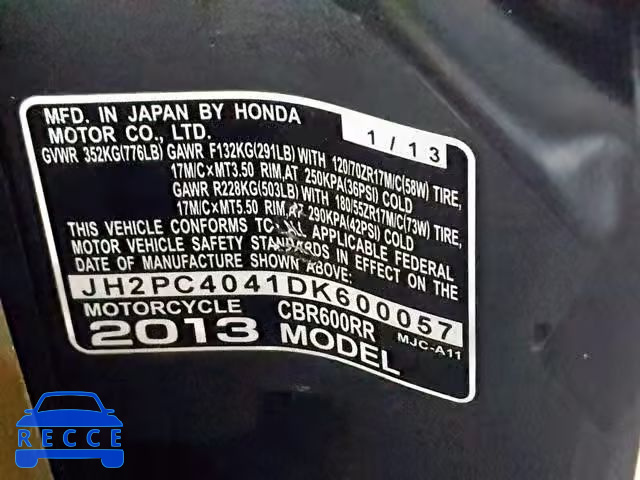 MFD. IN JAPAN BY HONDA
MOTOR CO., LTD.
1/13
GVWR 352KG(776LB) GAWR F132KG(291LB) WITH 120/70ZR17M/C(58W) TIRE,
17M/C×MT3.50 RIM, AT 250KPA(36PSI) COLD
GAWR R228KG(503LB) WITH 180/55ZR17M/C(73W) TIRE,
17M/C×MT5.50 RIM, AT 290KPA(42PSI) COLD
THIS VEHICLE CONFORMS TO ALL APPLICABLE FEDERAL
MOTOR VEHICLE SAFETY STANDARDS IN EFFECT ON THE
DATE OF MANUFACTURE SHOWN ABOVE.
JH2PC4041DK600057
MOTORCYCLE CBR600RR MJC-A11
2013 MODEL
RECCE